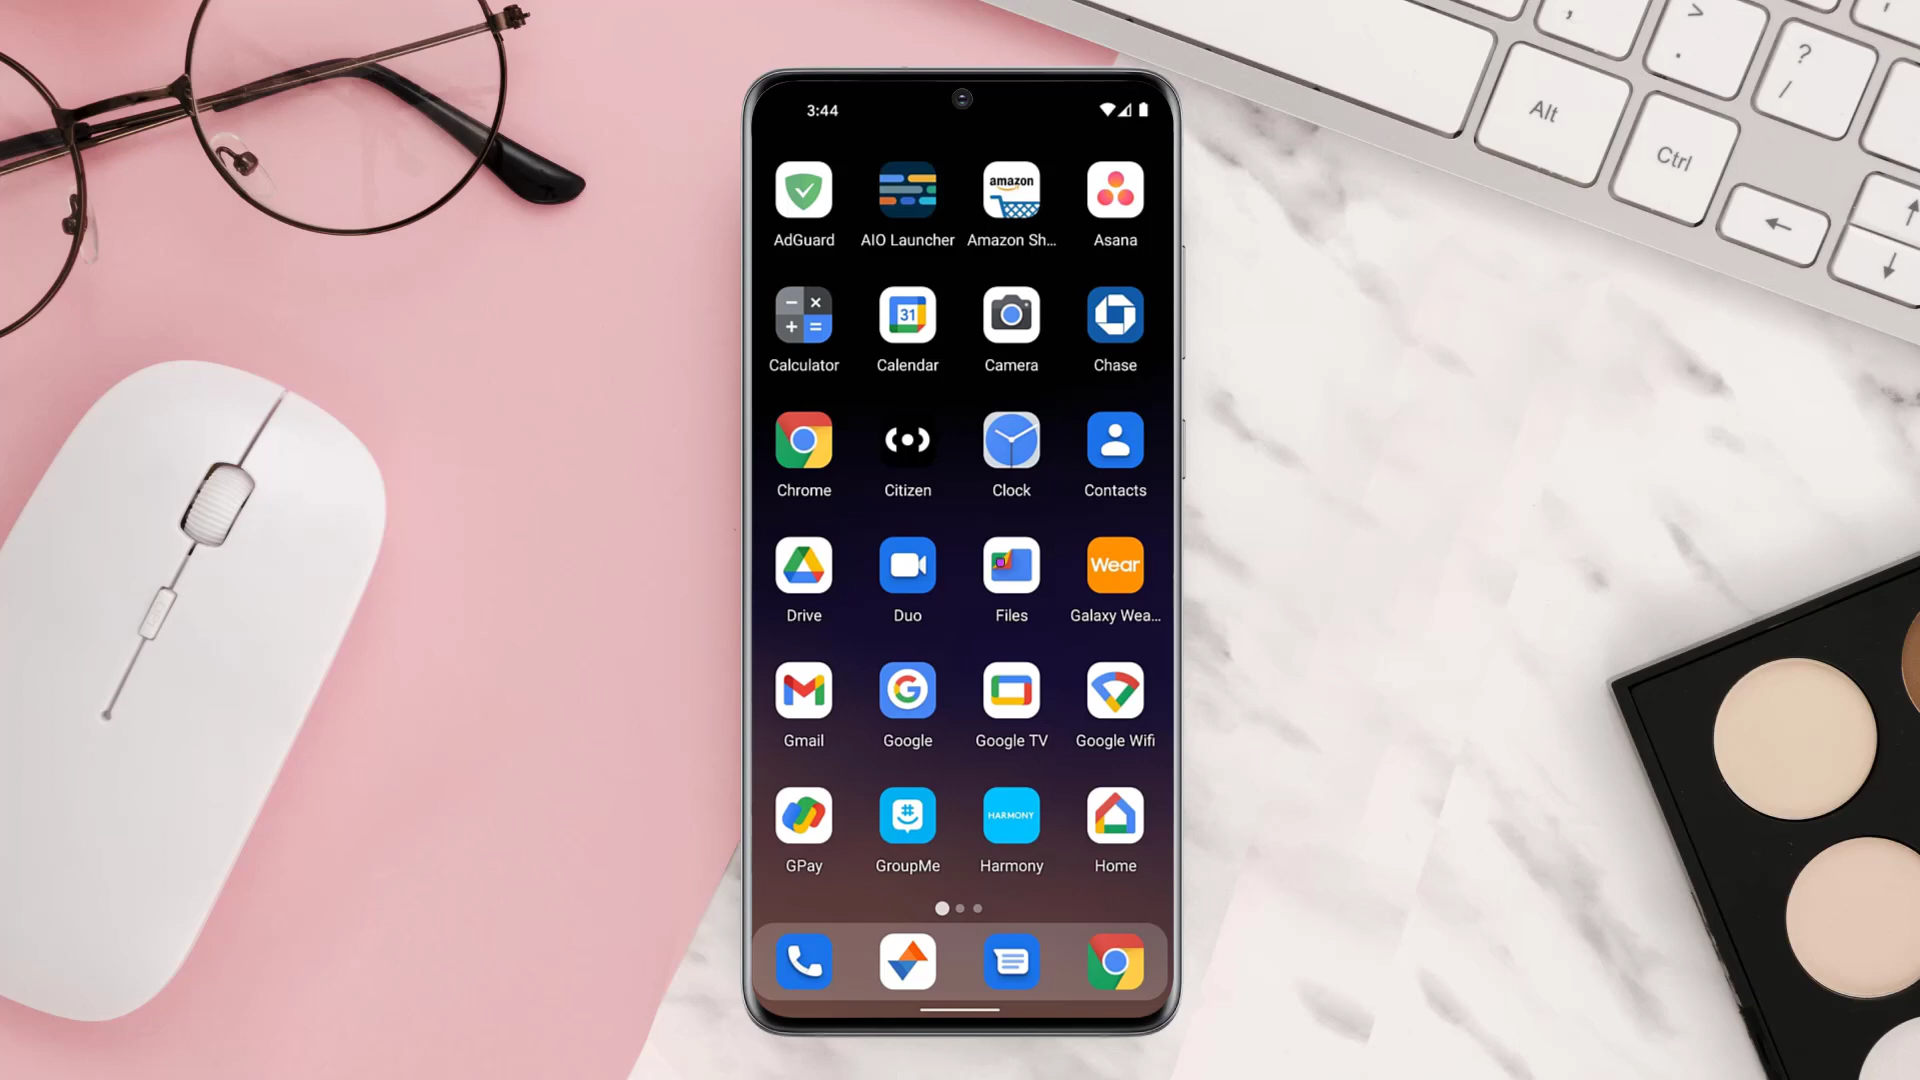 3:44
amazon
AdGuard AIO Launcher Amazon Sh... Asana
31
Calculator Calendar Camera Chase
Chrome Citizen Clock Contacts
Wear
Drive Duo Files Galaxy Wea...
Gmail Google Google TV Google Wifi
HARMONY
GPay GroupMe Harmony Home
Alt
Ctrl
?
/
>
.
,